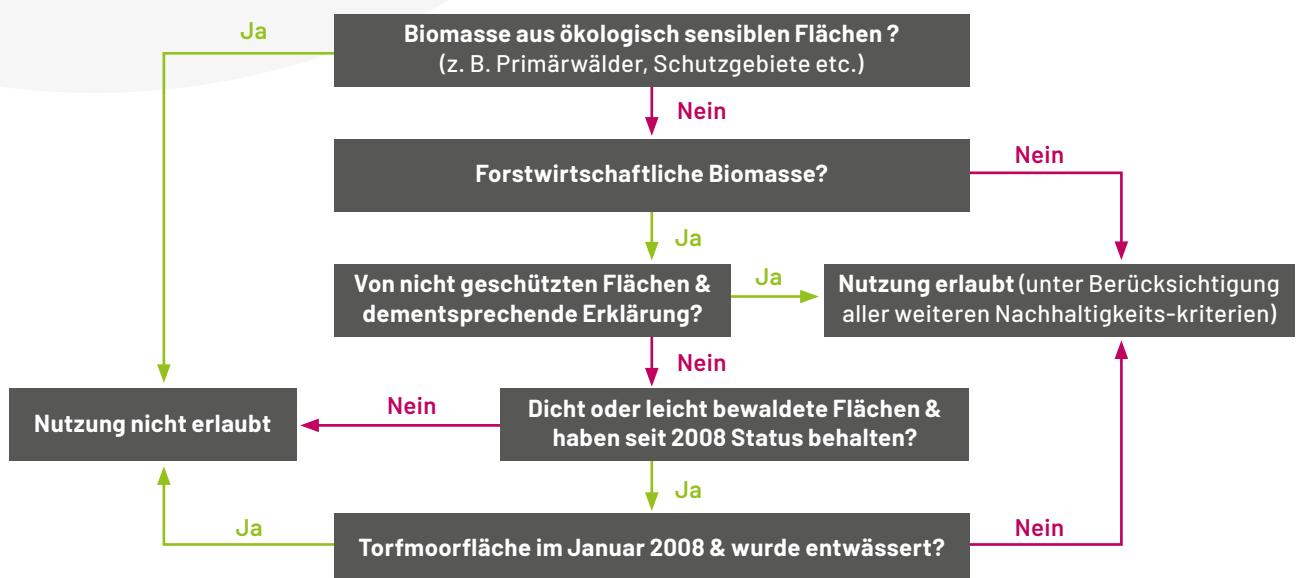 Ja
Biomasse aus ökologisch sensiblen Flächen ?
(z. B. Primärwälder, Schutzgebiete etc.)
Nein
Forstwirtschaftliche Biomasse?
Nein
Ja
Von nicht geschützten Flächen &
dementsprechende Erklärung?
Ja
Nutzung erlaubt (unter Berücksichtigung
aller weiteren Nachhaltigkeits-kriterien)
Nein
Nutzung nicht erlaubt
Nein
Dicht oder leicht bewaldete Flächen &
haben seit 2008 Status behalten?
Ja
Ja
Torfmoorfläche im Januar 2008 & wurde entwässert?
Nein